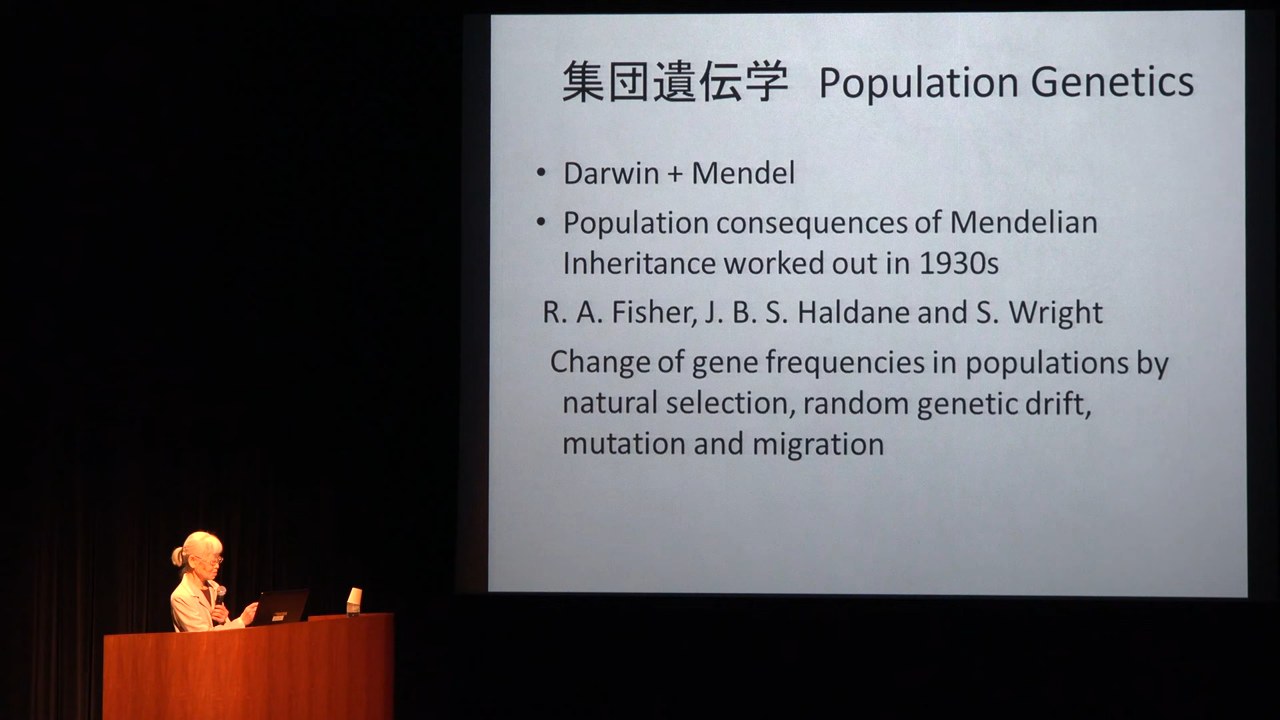 集団遺伝学 Population Genetics
• Darwin + Mendel
• Population consequences of Mendelian
Inheritance worked out in 1930s
R. A. Fisher, J. B. S. Haldane and S. Wright
Change of gene frequencies in populations by
natural selection, random genetic drift,
mutation and migration